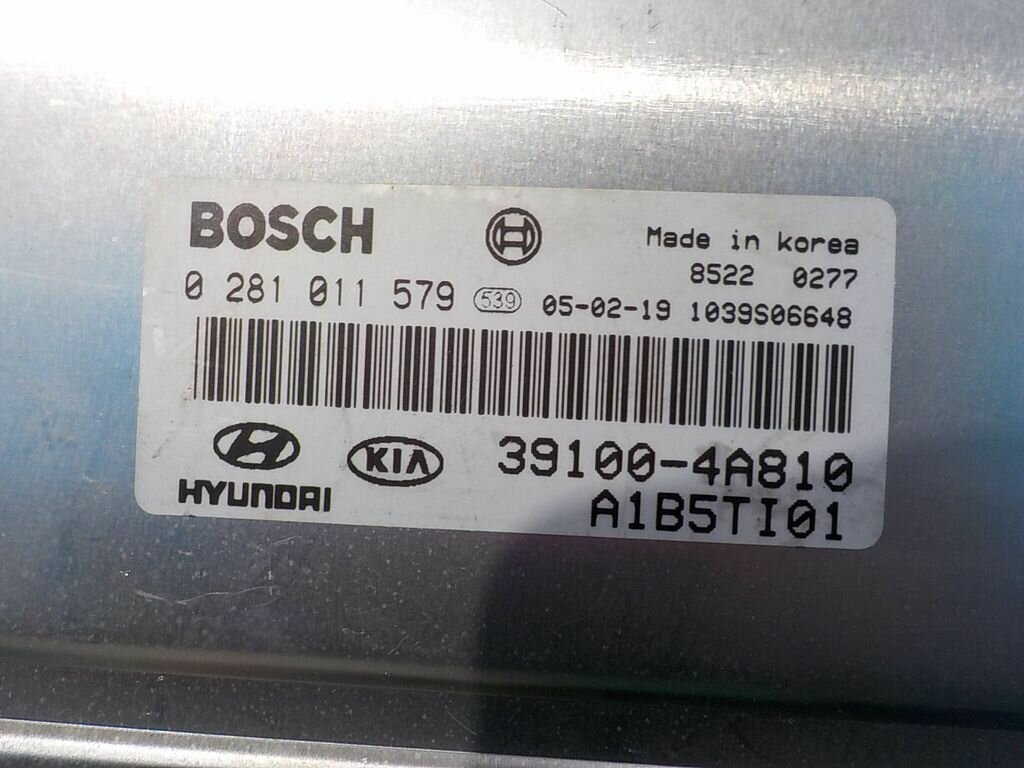 BOSCH
Made in korea
8522 0277
0 281 011 579 539 05-02-19 1039S06648
HYUNDAI KIA 39100-4A810
A1B5TI01